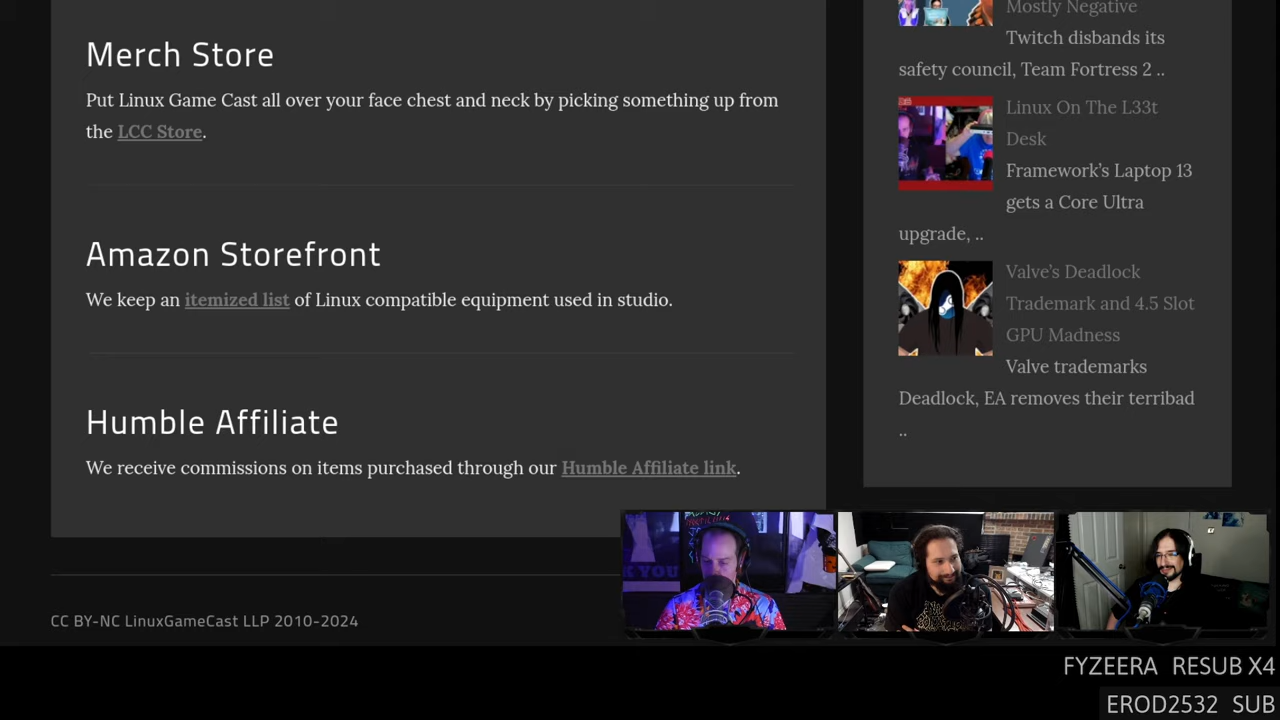 Merch Store
Put Linux Game Cast all over your face chest and neck by picking something up from
the LCC Store.
Amazon Storefront
We keep an itemized list of Linux compatible equipment used in studio.
Humble Affiliate
We receive commissions on items purchased through our Humble Affiliate link.
CC BY-NC LinuxGameCast LLP 2010-2024
Mostly Negative
Twitch disbands its
safety council, Team Fortress 2 ..
Linux On The L33t
Desk
Framework's Laptop 13
gets a Core Ultra
upgrade, ..
Valve's Deadlock
Trademark and 4.5 Slot
GPU Madness
Valve trademarks
Deadlock, EA removes their terribad
..
K YOU
FYZEERA RESUB X4
EROD2532 SUB